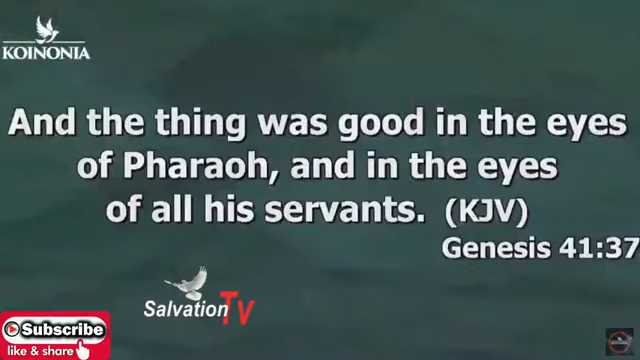 KOINONIA
And the thing was good in the eyes
of Pharaoh, and in the eyes
of all his servants. (KJV)
Genesis 41:37
Salvation TV
Subscribe
like & share